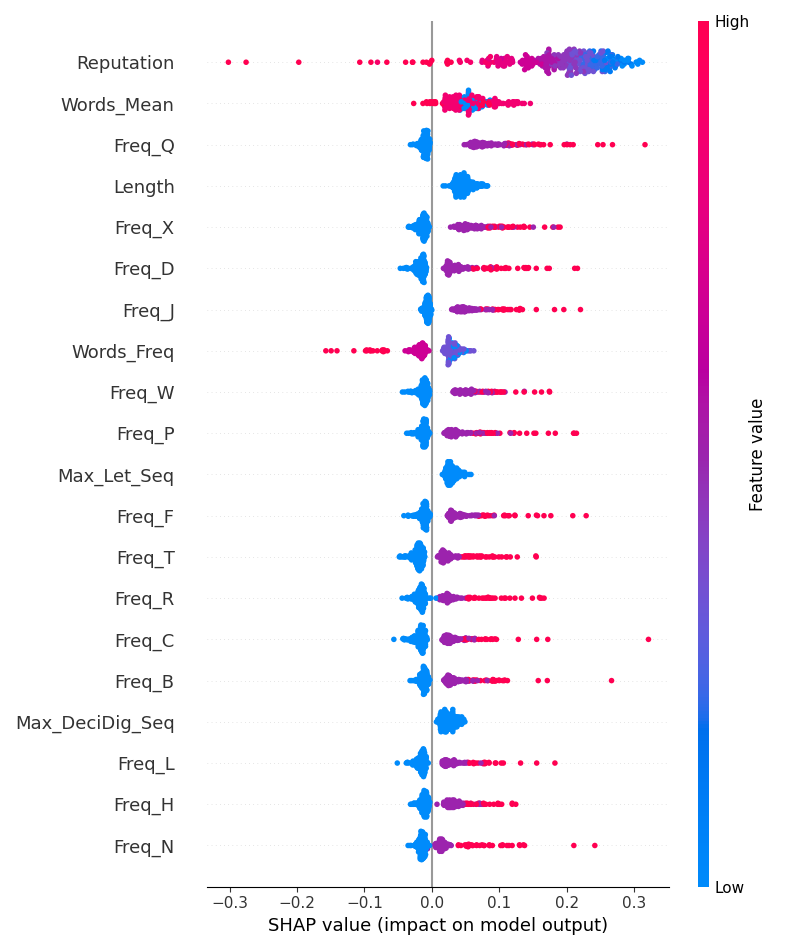 High
Reputation
Words_Mean
Freq_Q
Length
Freq_X
Freq_D
Freq_J
Words_Freq
Freq_W
Freq_P
Max_Let_Seq
Freq_F
Freq_T
Freq_R
Freq_C
Freq_B
Max_DeciDig_Seq
Freq_L
Freq_H
Freq_N
Feature value
Low
−0.3 −0.2 −0.1 0.0 0.1 0.2 0.3
SHAP value (impact on model output)